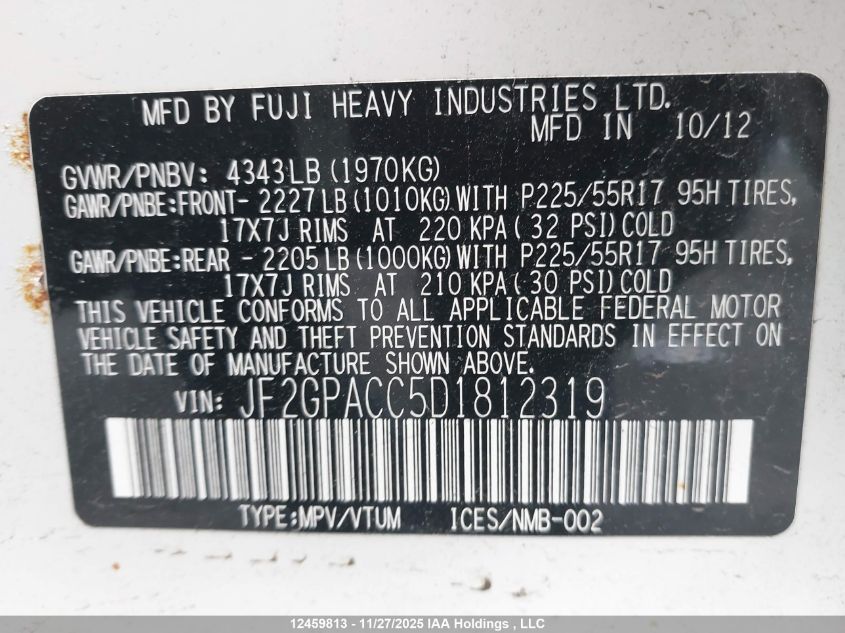 MFD BY FUJI HEAVY INDUSTRIES LTD.
MFD IN 10/12
GVWR/PNBV: 4343LB (1970KG)
GAWR/PNBE:FRONT- 2227LB (1010KG) WITH P225/55R17 95H TIRES,
17X7J RIMS AT 220 KPA ( 32 PSI) COLD
GAWR/PNBE:REAR - 2205LB (1000KG) WITH P225/55R17 95H TIRES,
17X7J RIMS AT 210 KPA ( 30 PSI) COLD
THIS VEHICLE CONFORMS TO ALL APPLICABLE FEDERAL MOTOR
VEHICLE SAFETY AND THEFT PREVENTION STANDARDS IN EFFECT ON
THE DATE OF MANUFACTURE SHOWN ABOVE.
VIN: JF2GPACC5D1812319
TYPE:MPV/VTUM ICES/NMB-002
12459813 - 11/27/2025 IAA Holdings , LLC